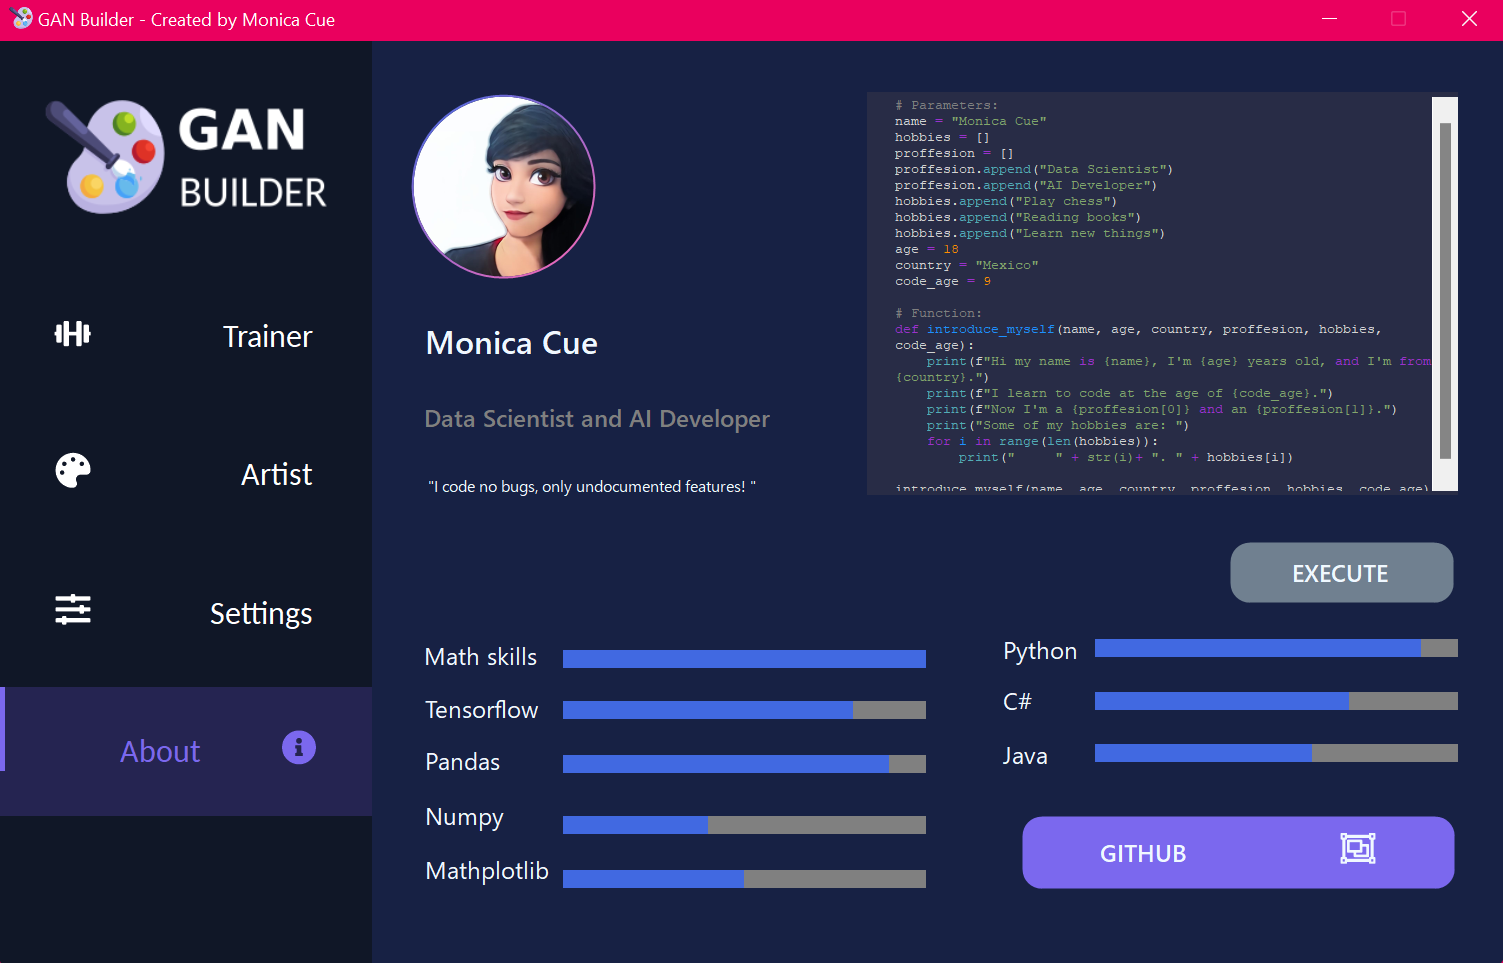 GAN Builder - Created by Monica Cue
GAN
BUILDER
Trainer
Artist
Settings
About
Monica Cue
Data Scientist and AI Developer
"I code no bugs, only undocumented features! "
# Parameters:
name = "Monica Cue"
hobbies = []
proffesion = []
proffesion.append("Data Scientist")
proffesion.append("AI Developer")
hobbies.append("Play chess")
hobbies.append("Reading books")
hobbies.append("Learn new things")
age = 18
country = "Mexico"
code_age = 9
# Function:
def introduce_myself(name, age, country, proffesion, hobbies,
code_age):
print(f"Hi my name is {name}, I'm {age} years old, and I'm from
{country}.")
print(f"I learn to code at the age of {code_age}.")
print(f"Now I'm a {proffesion[0]} and an {proffesion[1]}.")
print("Some of my hobbies are: ")
for i in range(len(hobbies)):
print("     " + str(i)+ ". " + hobbies[i])
introduce_myself(name, age, country, proffesion, hobbies, code_age)
EXECUTE
Math skills
Tensorflow
Pandas
Numpy
Mathplotlib
Python
C#
Java
GITHUB